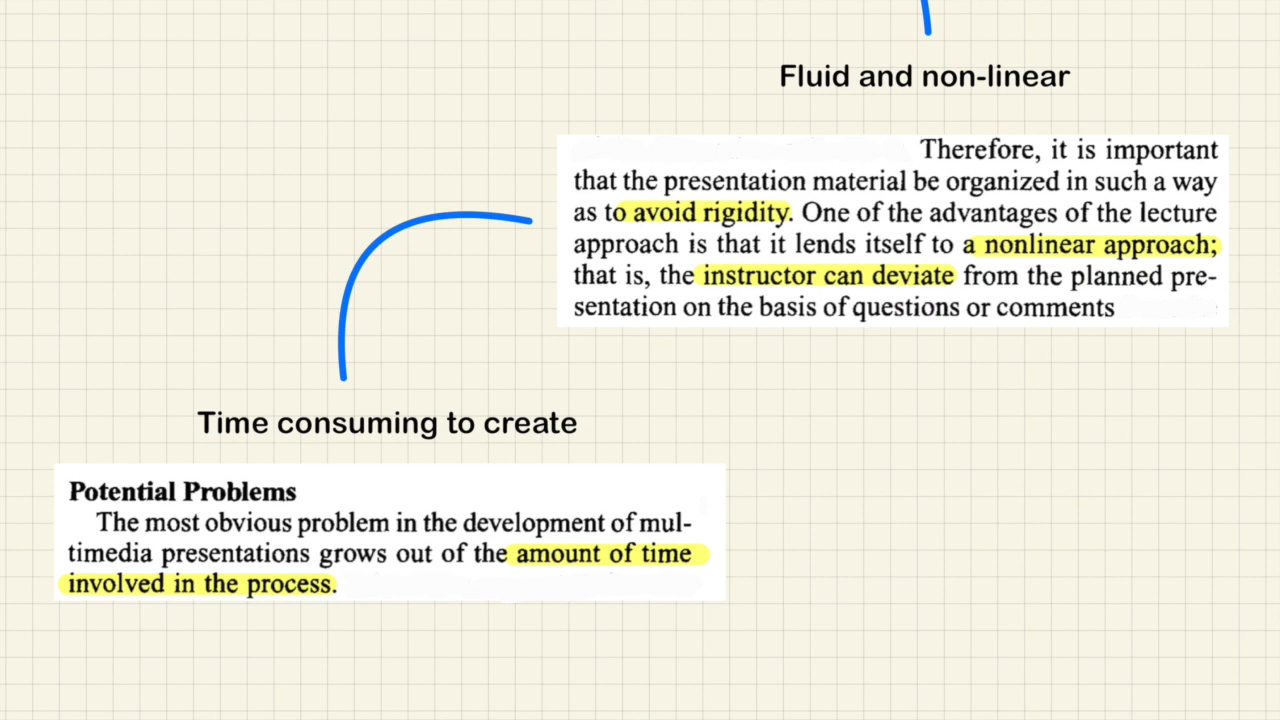 Fluid and non-linear
Therefore, it is important
that the presentation material be organized in such a way
as to avoid rigidity. One of the advantages of the lecture
approach is that it lends itself to a nonlinear approach;
that is, the instructor can deviate from the planned pre-
sentation on the basis of questions or comments
Time consuming to create
Potential Problems
The most obvious problem in the development of mul-
timedia presentations grows out of the amount of time
involved in the process.